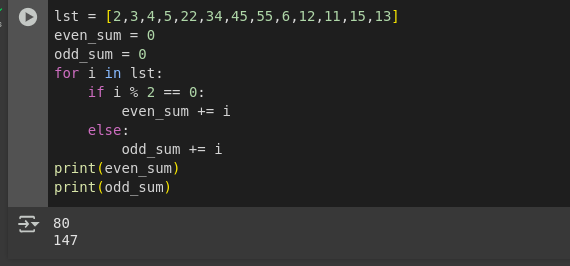 lst = [2,3,4,5,22,34,45,55,6,12,11,15,13]
even_sum = 0
odd_sum = 0
for i in lst:
    if i % 2 == 0:
        even_sum += i
    else:
        odd_sum += i
print(even_sum)
print(odd_sum)
80
147